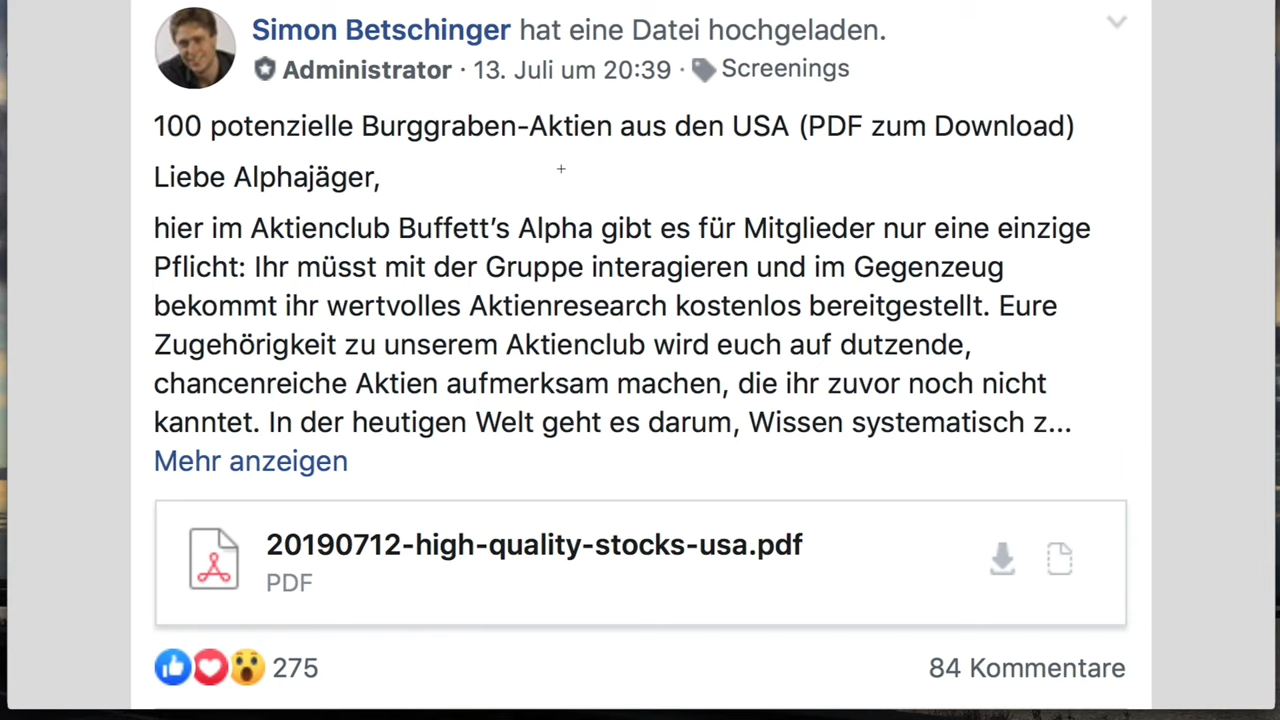 Simon Betschinger hat eine Datei hochgeladen.
Administrator · 13. Juli um 20:39 · Screenings
100 potenzielle Burggraben-Aktien aus den USA (PDF zum Download)
Liebe Alphajäger,
hier im Aktienclub Buffett’s Alpha gibt es für Mitglieder nur eine einzige
Pflicht: Ihr müsst mit der Gruppe interagieren und im Gegenzug
bekommt ihr wertvolles Aktienresearch kostenlos bereitgestellt. Eure
Zugehörigkeit zu unserem Aktienclub wird euch auf dutzende,
chancenreiche Aktien aufmerksam machen, die ihr zuvor noch nicht
kanntet. In der heutigen Welt geht es darum, Wissen systematisch z...
Mehr anzeigen
20190712-high-quality-stocks-usa.pdf
PDF
275
84 Kommentare